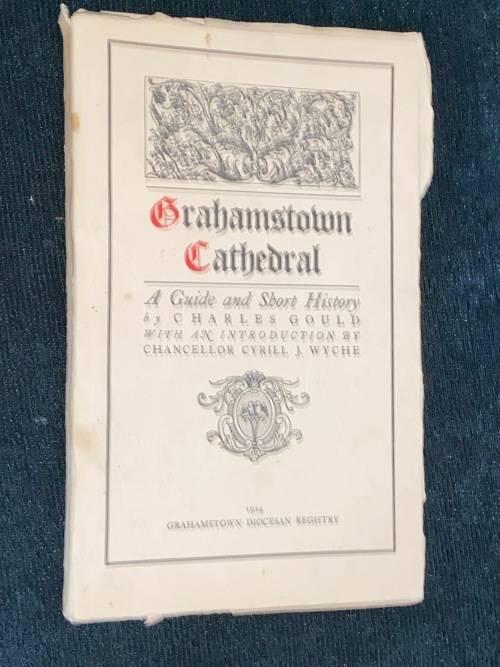 Grahamstown
Cathedral
A Guide and Short History
by CHARLES GOULD
WITH AN INTRODUCTION BY
CHANCELLOR CYRILL J. WYCHE
1924
GRAHAMSTOWN DIOCESAN REGISTRY